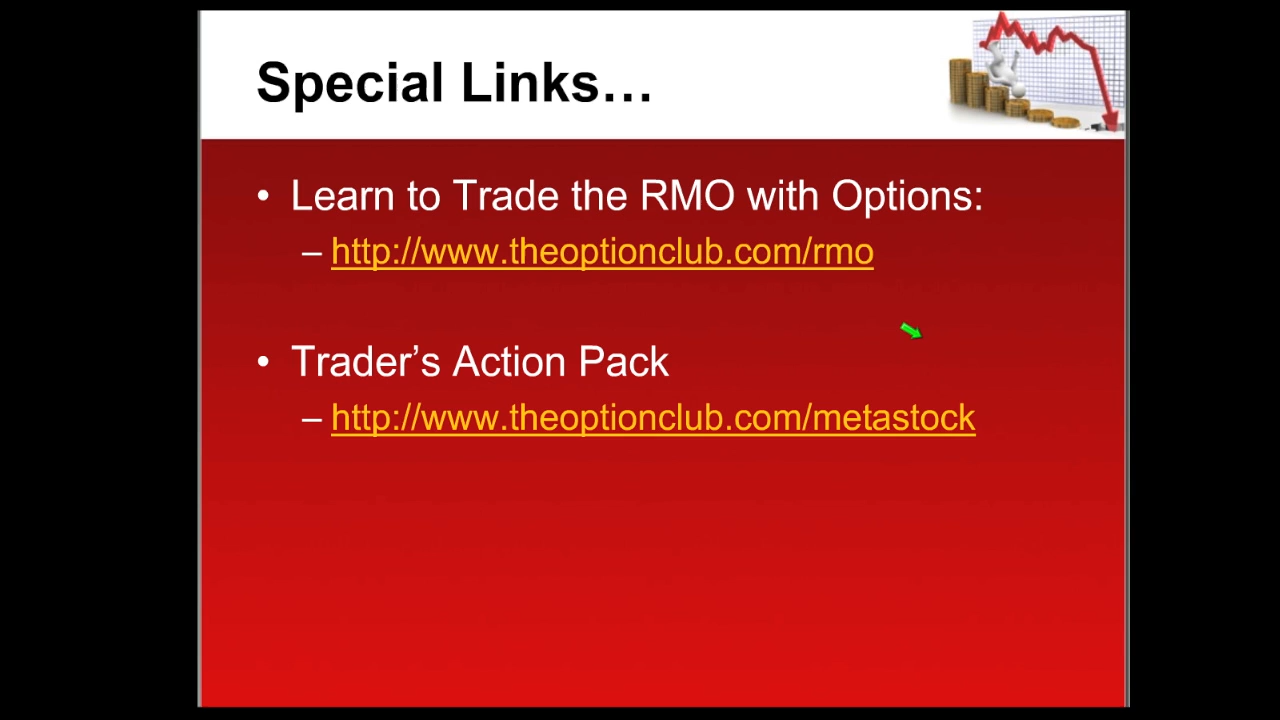 Special Links…
• Learn to Trade the RMO with Options:
– http://www.theoptionclub.com/rmo
• Trader’s Action Pack
– http://www.theoptionclub.com/metastock